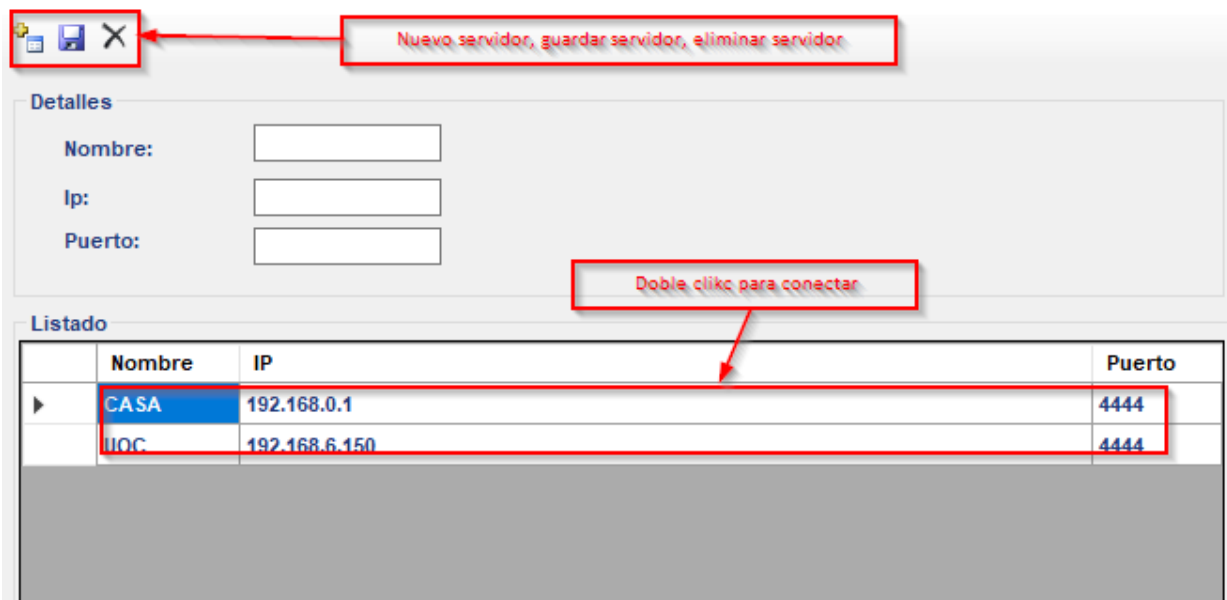 Nuevo servidor, guardar servidor, eliminar servidor
Detalles
Nombre:
Ip:
Puerto:
Doble clikc para conectar
Listado
Nombre IP Puerto
CASA 192.168.0.1 4444
UOC 192.168.6.150 4444